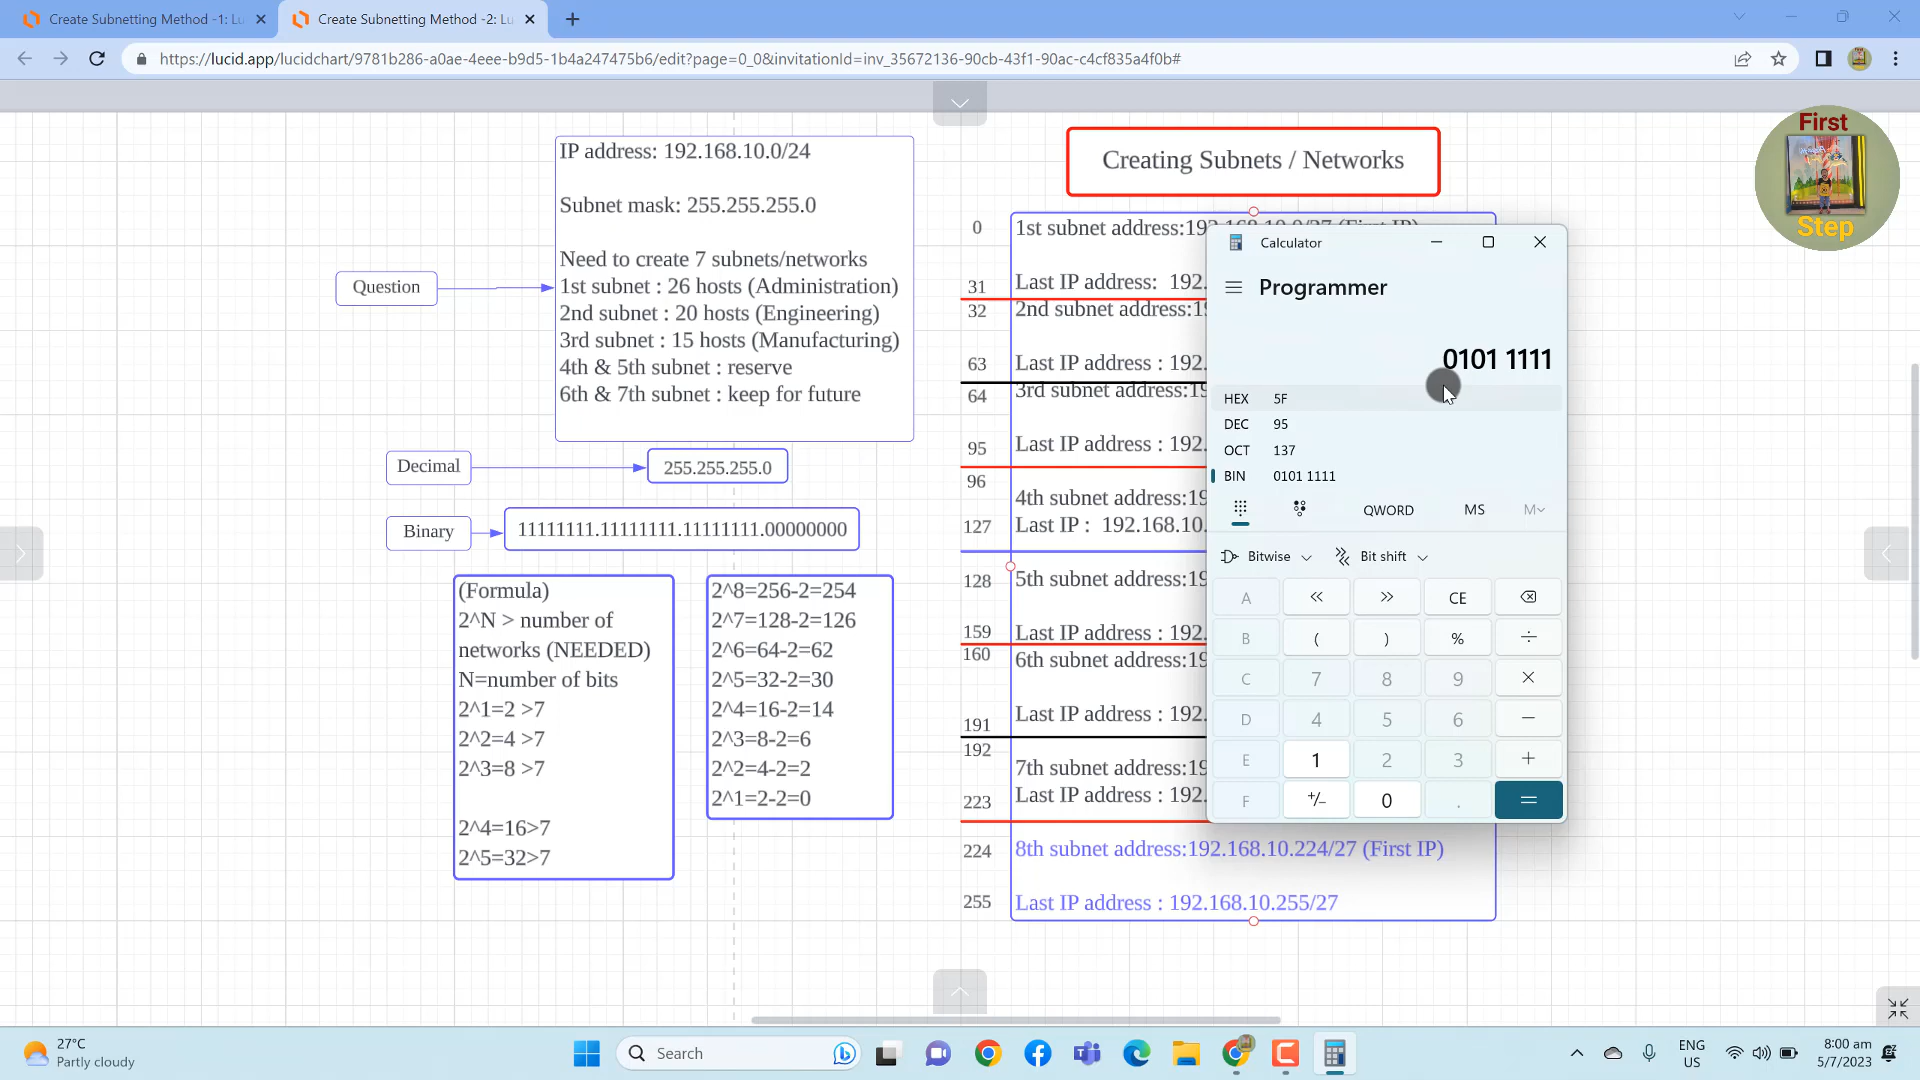 Create Subnetting Method -1: Lu
Create Subnetting Method -2: Lu
https://lucid.app/lucidchart/9781b286-a0ae-4eee-b9d5-1b4a247475b6/edit?page=0_0&invitationId=inv_35672136-90cb-43f1-90ac-c4cf835a4f0b#
First
Step
Question
IP address: 192.168.10.0/24
Subnet mask: 255.255.255.0
Need to create 7 subnets/networks
1st subnet : 26 hosts (Administration)
2nd subnet : 20 hosts (Engineering)
3rd subnet : 15 hosts (Manufacturing)
4th & 5th subnet : reserve
6th & 7th subnet : keep for future
Decimal
255.255.255.0
Binary
11111111.11111111.11111111.00000000
(Formula)
2^N > number of
networks (NEEDED)
N=number of bits
2^1=2 >7
2^2=4 >7
2^3=8 >7
2^4=16>7
2^5=32>7
2^8=256-2=254
2^7=128-2=126
2^6=64-2=62
2^5=32-2=30
2^4=16-2=14
2^3=8-2=6
2^2=4-2=2
2^1=2-2=0
Creating Subnets / Networks
0
1st subnet address:192.168.10.0/27 (First IP)
31
Last IP address: 192.
32
2nd subnet address:19
63
Last IP address : 192.
64
3rd subnet address:19
95
Last IP address : 192.
96
4th subnet address:19
127
Last IP : 192.168.10.
128
5th subnet address:19
159
Last IP address : 192.
160
6th subnet address:19
191
Last IP address : 192.
192
7th subnet address:19
223
Last IP address : 192.
224
8th subnet address:192.168.10.224/27 (First IP)
255
Last IP address : 192.168.10.255/27
Calculator
Programmer
0101 1111
HEX 5F
DEC 95
OCT 137
BIN 0101 1111
QWORD MS M
Bitwise Bit shift
A << >> CE
B ( ) % ÷
C 7 8 9 ×
D 4 5 6 −
E 1 2 3 +
F +/− 0 . =
27°C
Partly cloudy
Search
ENG
US
8:00 am
5/7/2023